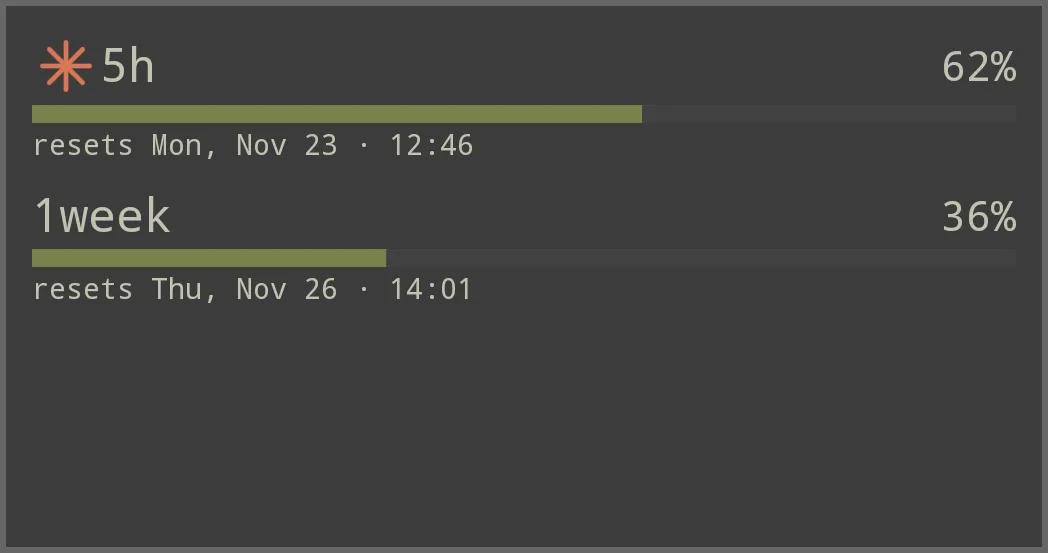 5h 62%
resets Mon, Nov 23 · 12:46
1week 36%
resets Thu, Nov 26 · 14:01